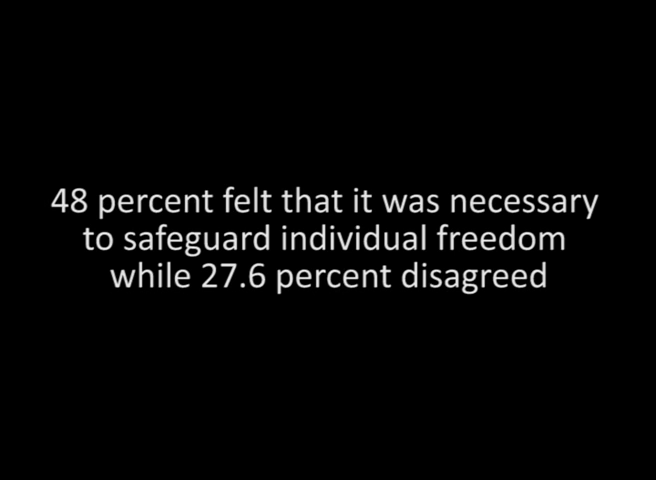 48 percent felt that it was necessary
to safeguard individual freedom
while 27.6 percent disagreed